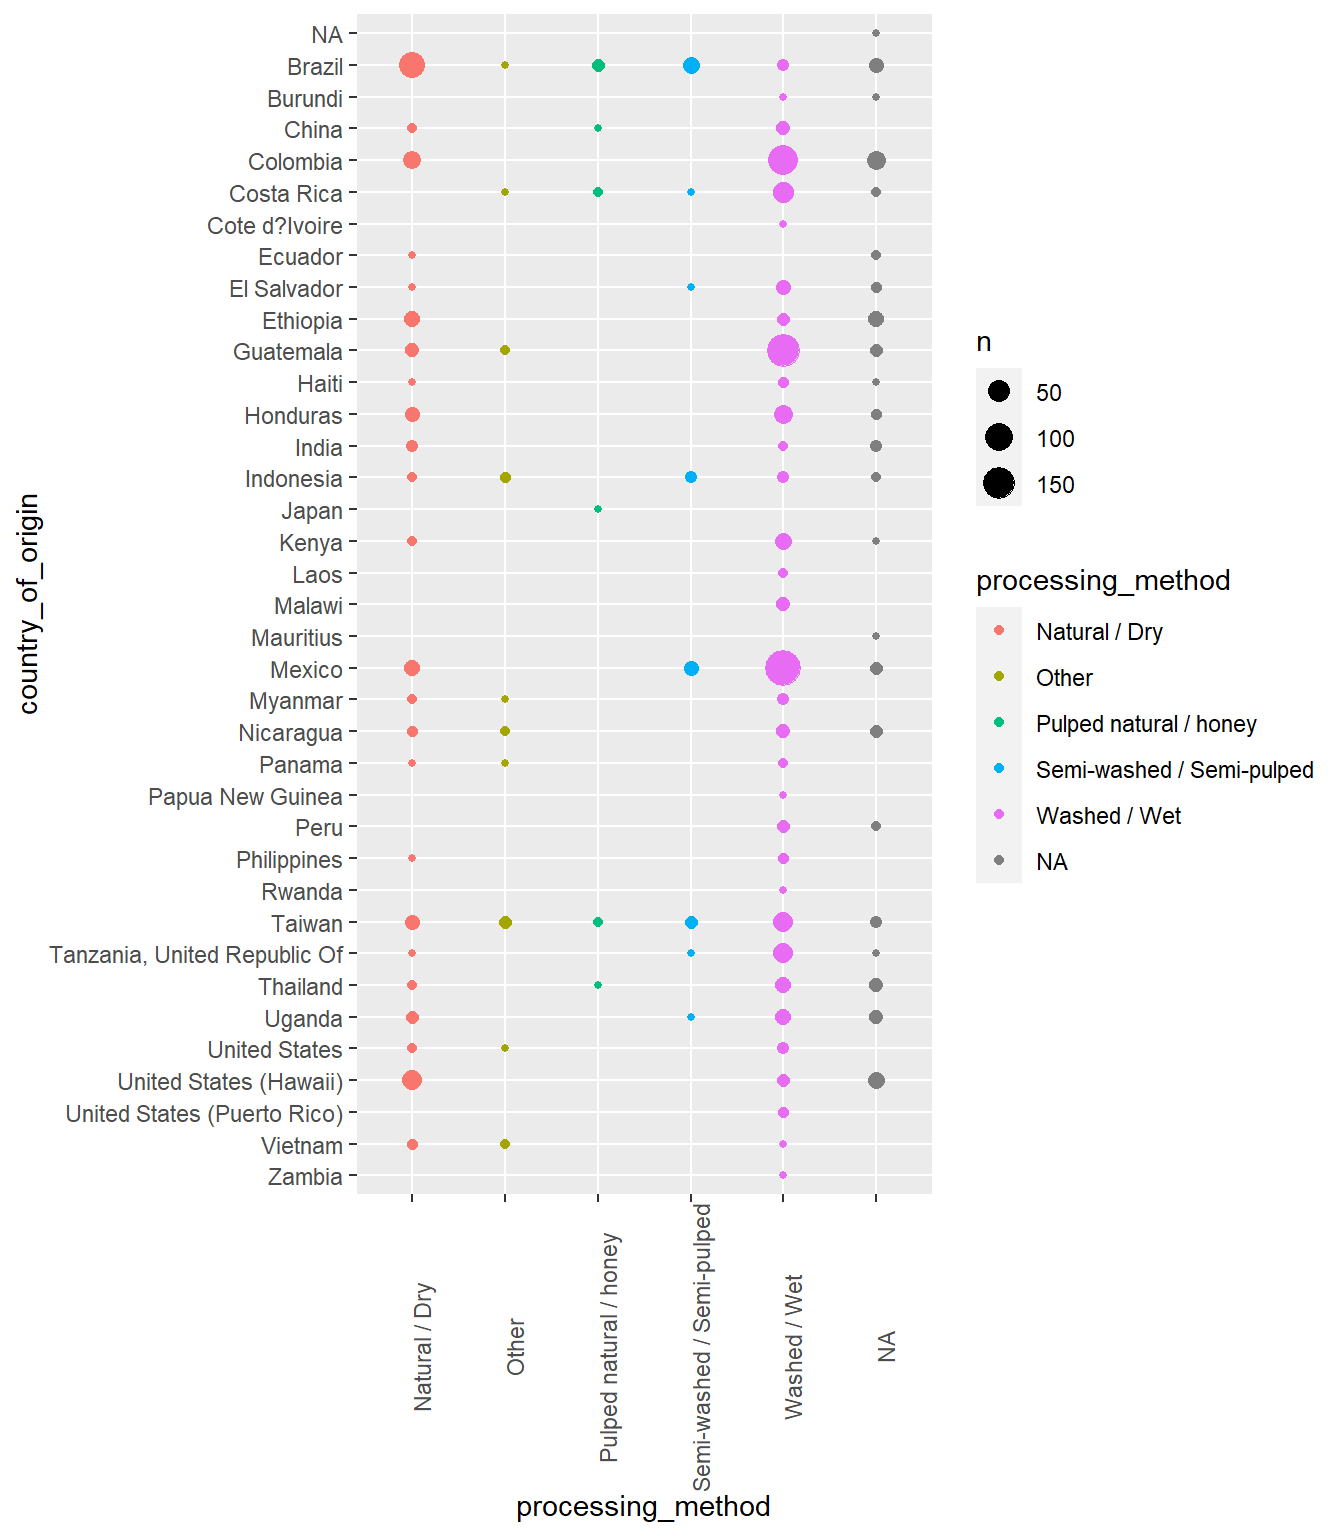 NA
Brazil
Burundi
China
Colombia
Costa Rica
Cote d?Ivoire
Ecuador
El Salvador
Ethiopia
Guatemala
Haiti
Honduras
India
Indonesia
Japan
Kenya
Laos
Malawi
Mauritius
Mexico
Myanmar
Nicaragua
Panama
Papua New Guinea
Peru
Philippines
Rwanda
Taiwan
Tanzania, United Republic Of
Thailand
Uganda
United States
United States (Hawaii)
United States (Puerto Rico)
Vietnam
Zambia
country_of_origin
Natural / Dry
Other
Pulped natural / honey
Semi-washed / Semi-pulped
Washed / Wet
NA
processing_method
n
50
100
150
processing_method
Natural / Dry
Other
Pulped natural / honey
Semi-washed / Semi-pulped
Washed / Wet
NA